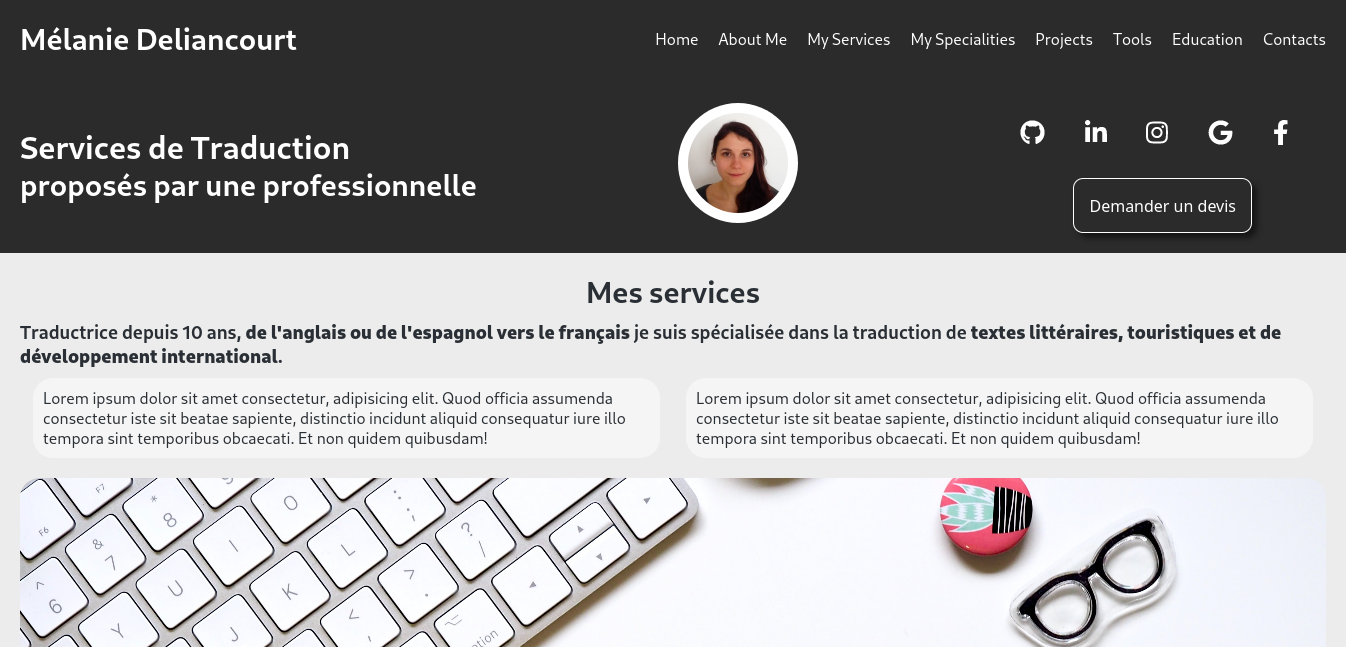 Mélanie Deliancourt
Home About Me My Services My Specialities Projects Tools Education Contacts
Services de Traduction
proposés par une professionnelle
Demander un devis
Mes services
Traductrice depuis 10 ans, de l'anglais ou de l'espagnol vers le français je suis spécialisée dans la traduction de textes littéraires, touristiques et de
développement international.
Lorem ipsum dolor sit amet consectetur, adipisicing elit. Quod officia assumenda
consectetur iste sit beatae sapiente, distinctio incidunt aliquid consequatur iure illo
tempora sint temporibus obcaecati. Et non quidem quibusdam!
Lorem ipsum dolor sit amet consectetur, adipisicing elit. Quod officia assumenda
consectetur iste sit beatae sapiente, distinctio incidunt aliquid consequatur iure illo
tempora sint temporibus obcaecati. Et non quidem quibusdam!
F6
F7
* 8
O
: ;
& 7
I
L
? /
^ 6
U
K
> .
Y
J
< ,